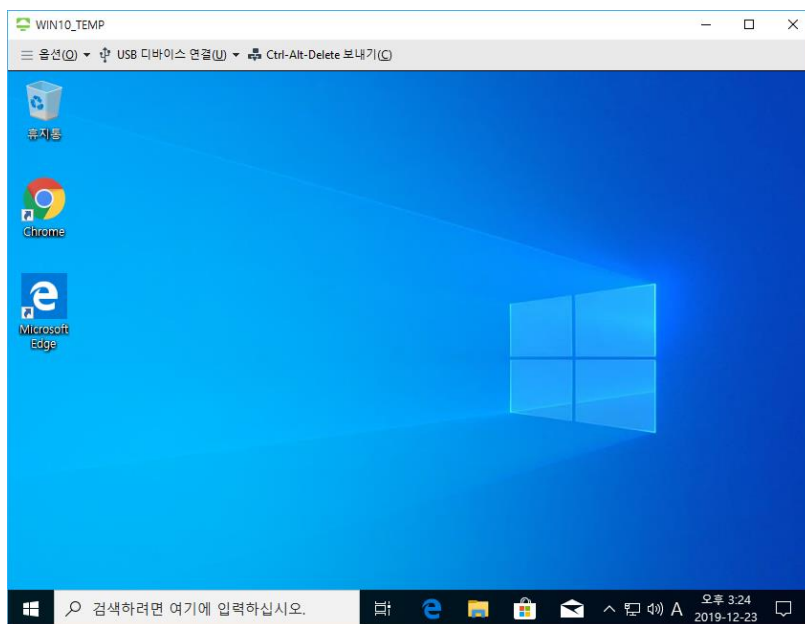 WIN10_TEMP
옵션(O) USB 디바이스 연결(U) Ctrl-Alt-Delete 보내기(C)
휴지통
Chrome
Microsoft
Edge
검색하려면 여기에 입력하십시오.
A
오후 3:24
2019-12-23